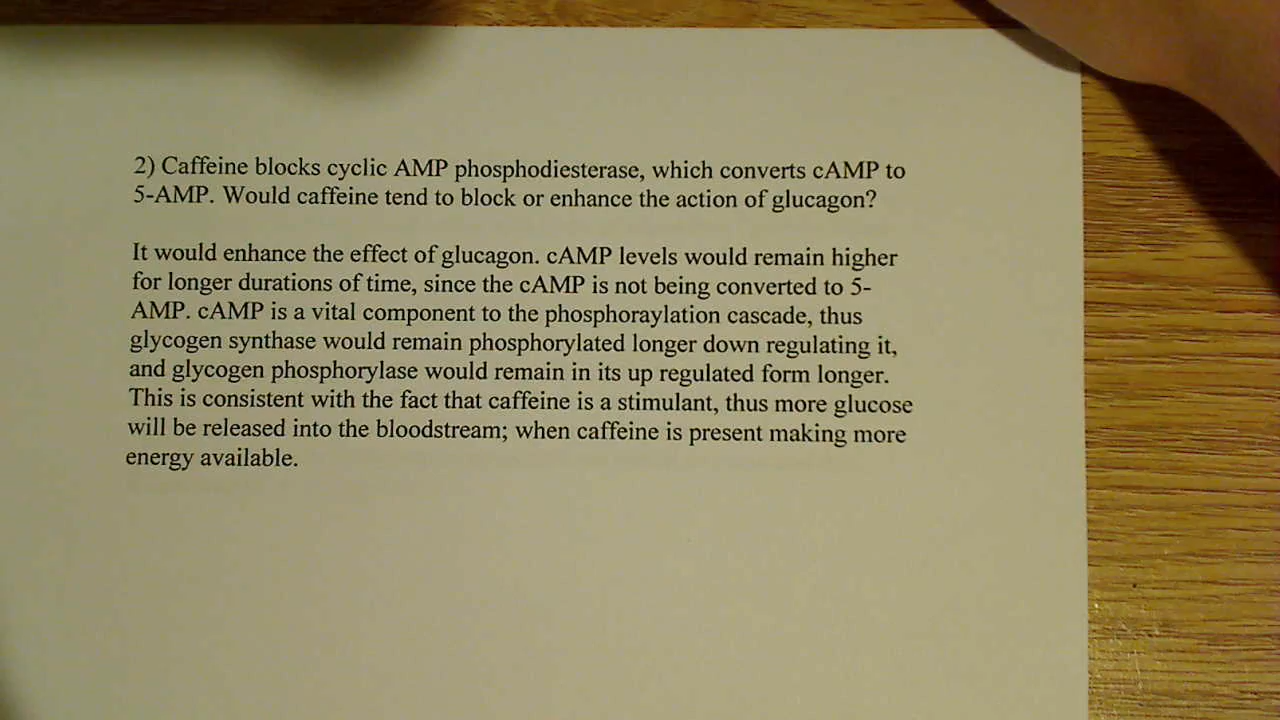 2) Caffeine blocks cyclic AMP phosphodiesterase, which converts cAMP to
5-AMP. Would caffeine tend to block or enhance the action of glucagon?
It would enhance the effect of glucagon. cAMP levels would remain higher
for longer durations of time, since the cAMP is not being converted to 5-
AMP. cAMP is a vital component to the phosphoraylation cascade, thus
glycogen synthase would remain phosphorylated longer down regulating it,
and glycogen phosphorylase would remain in its up regulated form longer.
This is consistent with the fact that caffeine is a stimulant, thus more glucose
will be released into the bloodstream; when caffeine is present making more
energy available.